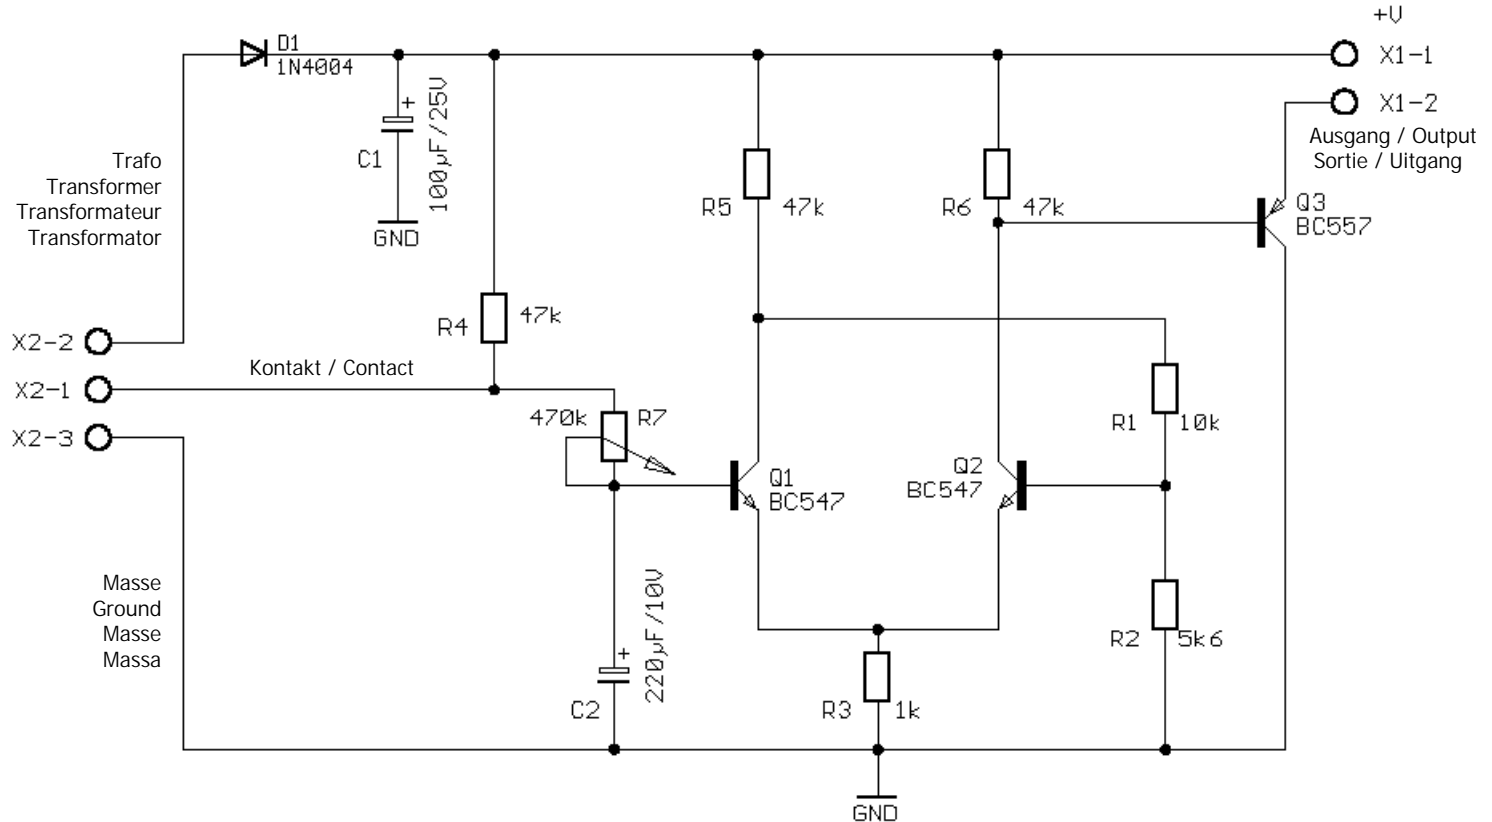 +U
D1
1N4004
X1-1
X1-2
Ausgang / Output
Sortie / Uitgang
+
100µF/25V
C1
GND
Trafo
Transformer
Transformateur
Transformator
R5
47k
R6
47k
Q3
BC557
R4
47k
X2-2
Kontakt / Contact
X2-1
X2-3
470k
R7
R1
10k
Q1
BC547
Q2
BC547
Masse
Ground
Masse
Massa
+
220µF/10V
C2
R3
1k
R2
5k6
GND